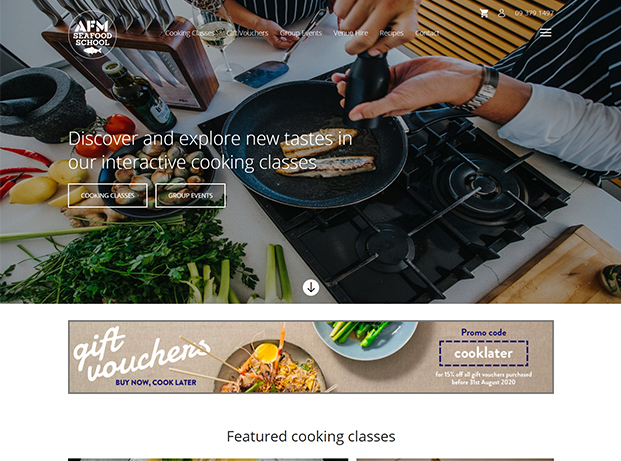 09 379 1497
AFM
SEAFOOD
SCHOOL
Cooking Classes Gift Vouchers Group Events Venue Hire Recipes Contact
Discover and explore new tastes in
our interactive cooking classes
COOKING CLASSES GROUP EVENTS
gift
vouchers
BUY NOW, COOK LATER
Promo code
cooklater
for 15% off all gift vouchers purchased
before 31st August 2020
Featured cooking classes